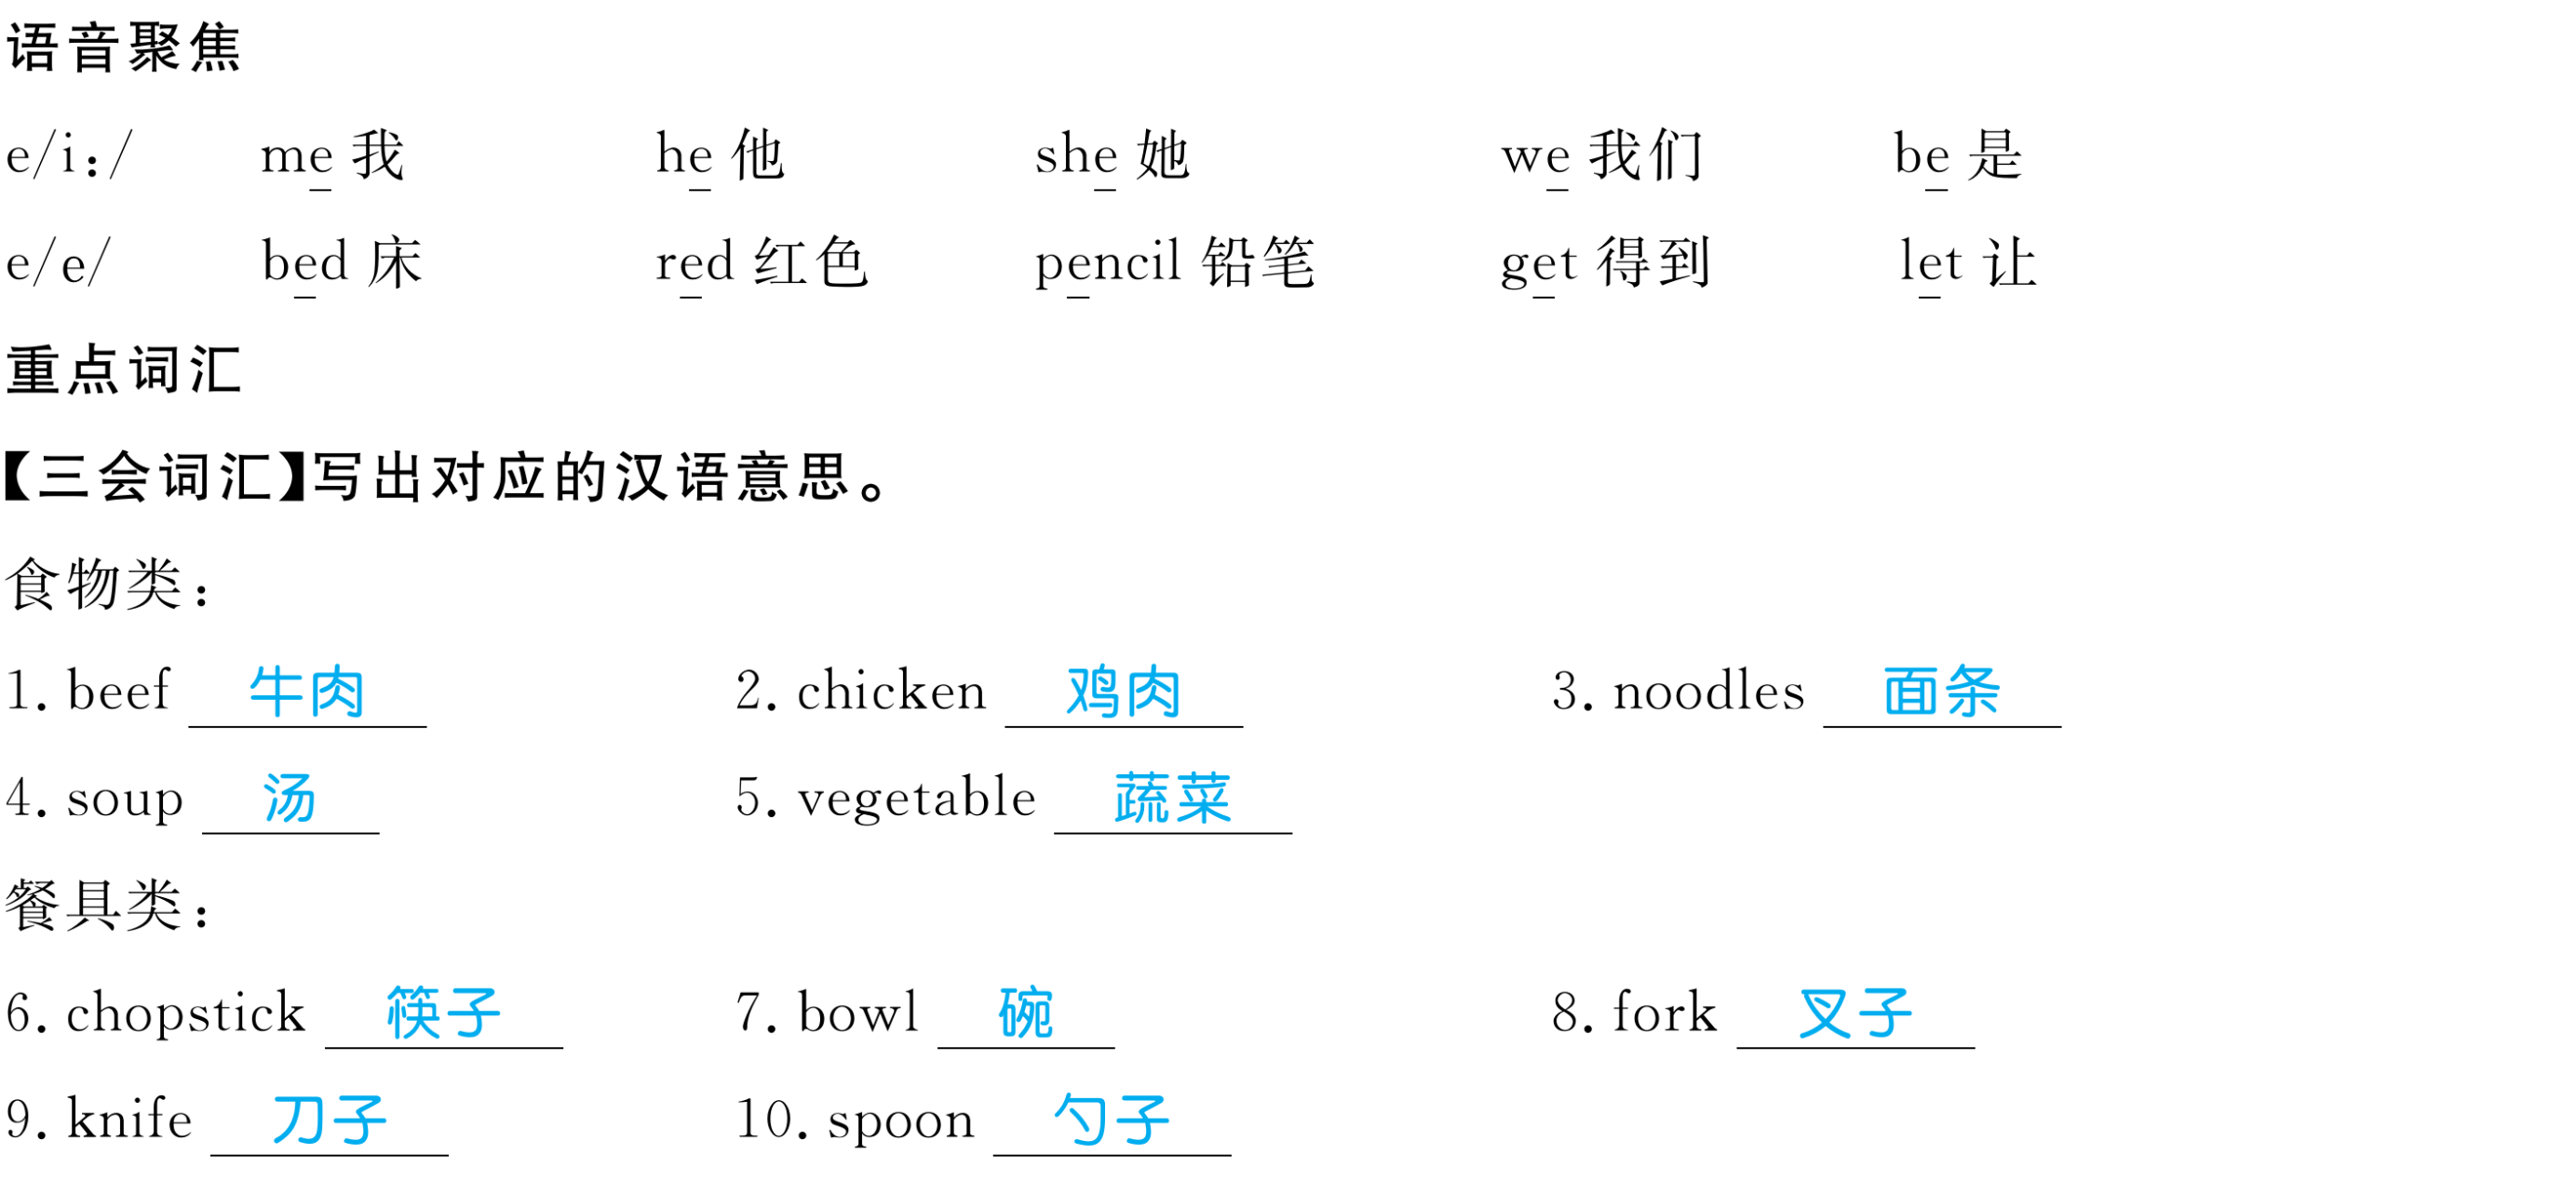 语音聚焦
e/iː/ me 我 he 他 she 她 we 我们 be 是
e/e/ bed 床 red 红色 pencil 铅笔 get 得到 let 让
重点词汇
【三会词汇】写出对应的汉语意思。
食物类：
1. beef 牛肉 2. chicken 鸡肉 3. noodles 面条
4. soup 汤 5. vegetable 蔬菜
餐具类：
6. chopstick 筷子 7. bowl 碗 8. fork 叉子
9. knife 刀子 10. spoon 勺子